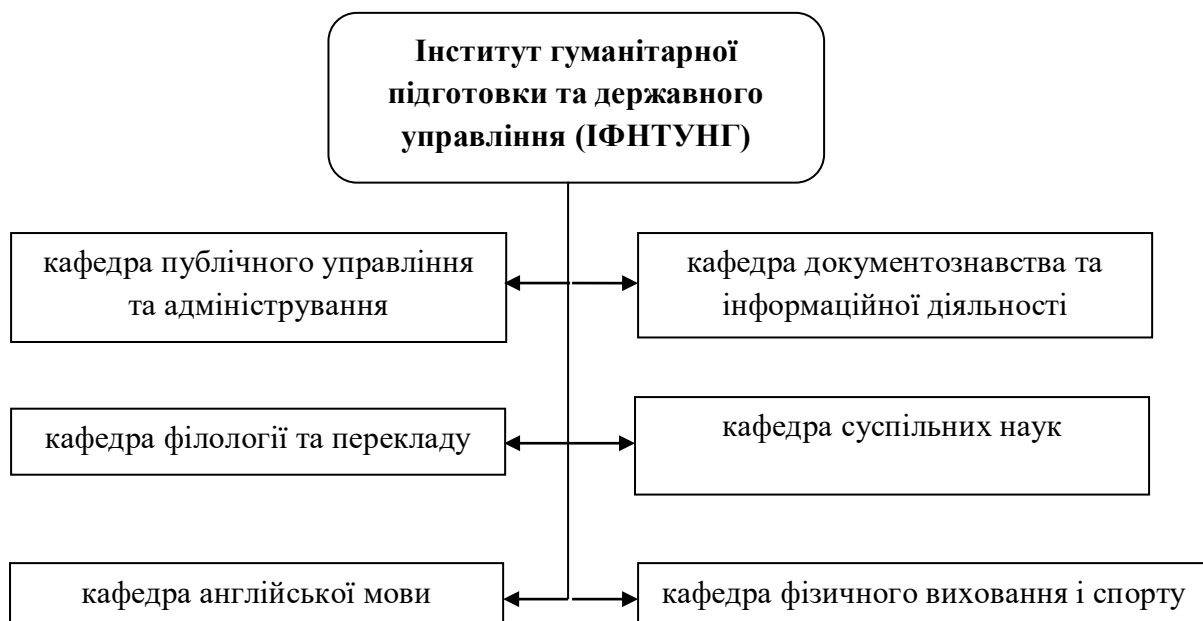 Інститут гуманітарної
підготовки та державного
управління (ІФНТУНГ)
кафедра публічного управління
та адміністрування
кафедра документознавства та
інформаційної діяльності
кафедра філології та перекладу
кафедра суспільних наук
кафедра англійської мови
кафедра фізичного виховання і спорту